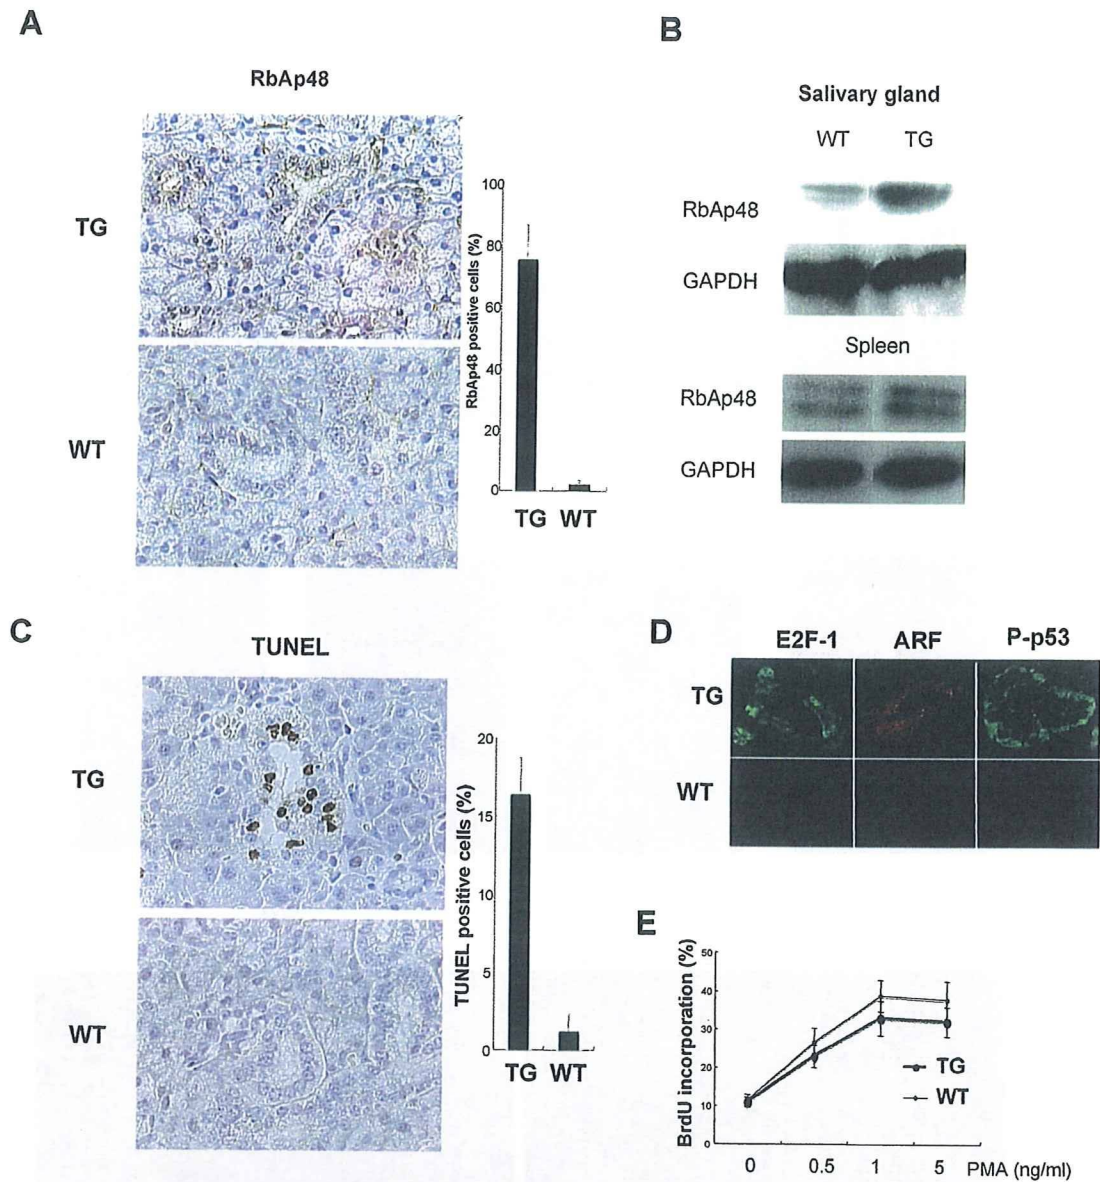 A
RbAp48
TG
WT
RbAp48 positive cells (%)
100
80
60
40
20
0
TG WT
B
Salivary gland
WT TG
RbAp48
GAPDH
Spleen
RbAp48
GAPDH
C
TUNEL
TG
WT
TUNEL positive cells (%)
20
15
10
5
0
TG WT
D
E2F-1 ARF P-p53
TG
WT
E
BrdU incorporation (%)
50
40
30
20
10
0
TG
WT
0 0.5 1 5 PMA (ng/ml)